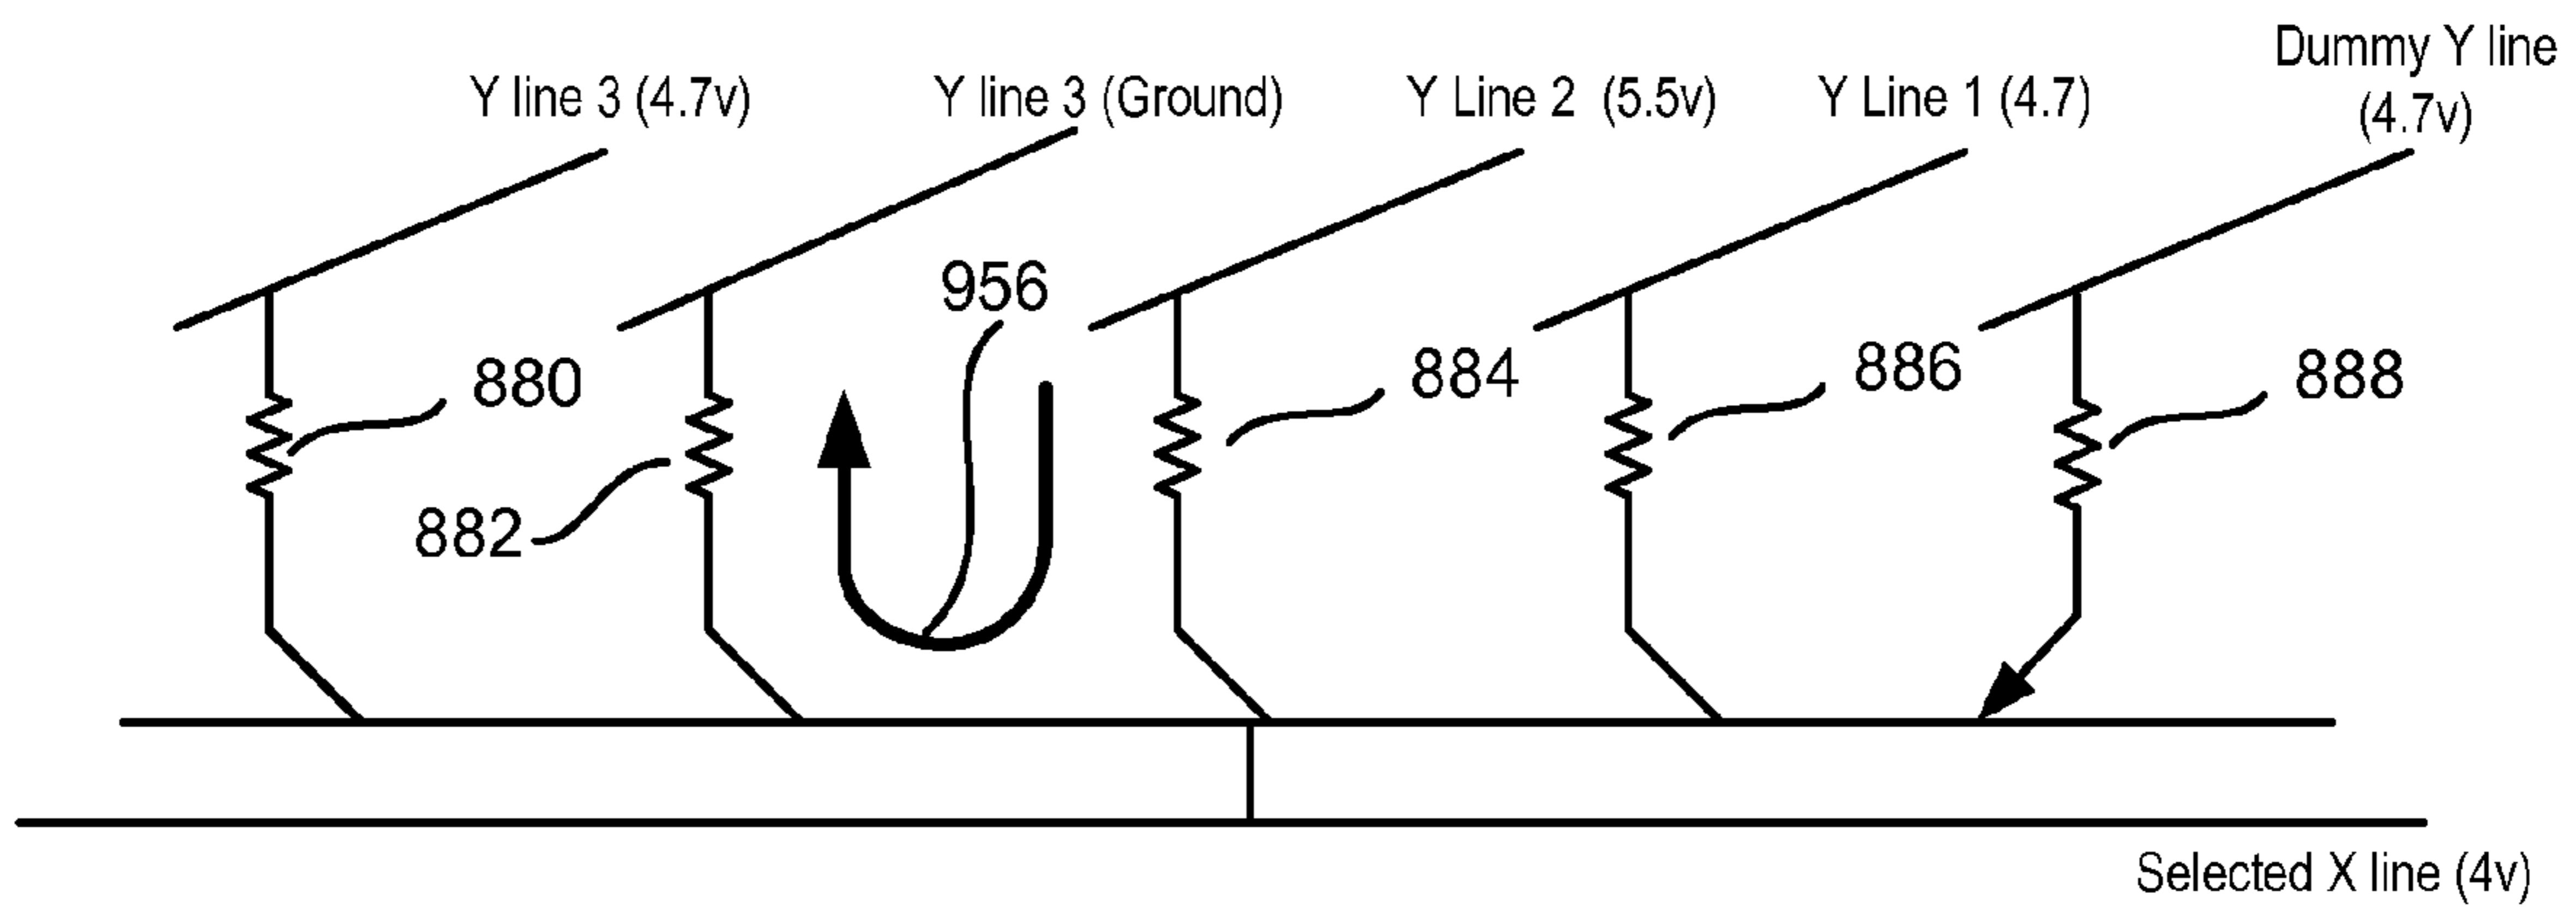 Dummy Y line
(4.7v)
Y line 3 (4.7v)
Y line 3 (Ground)
Y Line 2 (5.5v)
Y Line 1 (4.7)
956
880
884
886
888
882
Selected X line (4v)